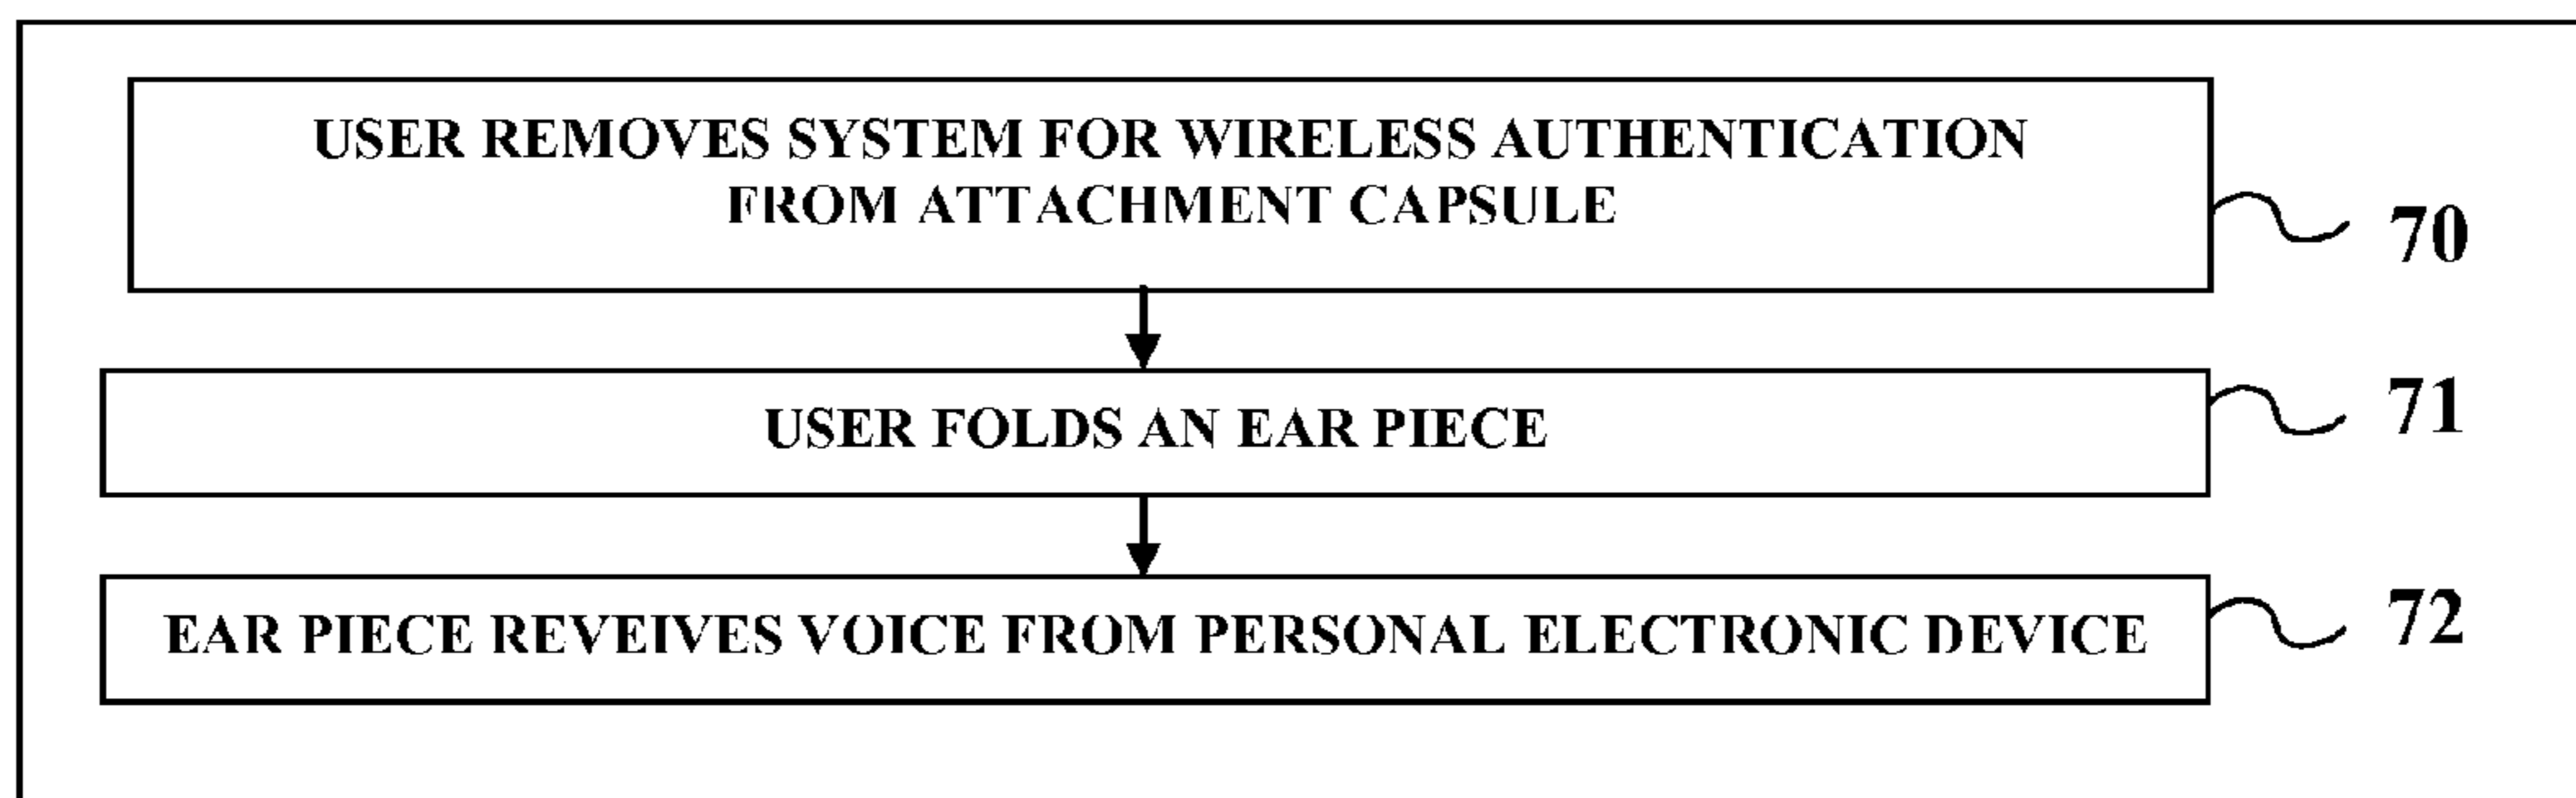 USER REMOVES SYSTEM FOR WIRELESS AUTHENTICATION
FROM ATTACHMENT CAPSULE
70
USER FOLDS AN EAR PIECE
71
EAR PIECE REVEIVES VOICE FROM PERSONAL ELECTRONIC DEVICE
72